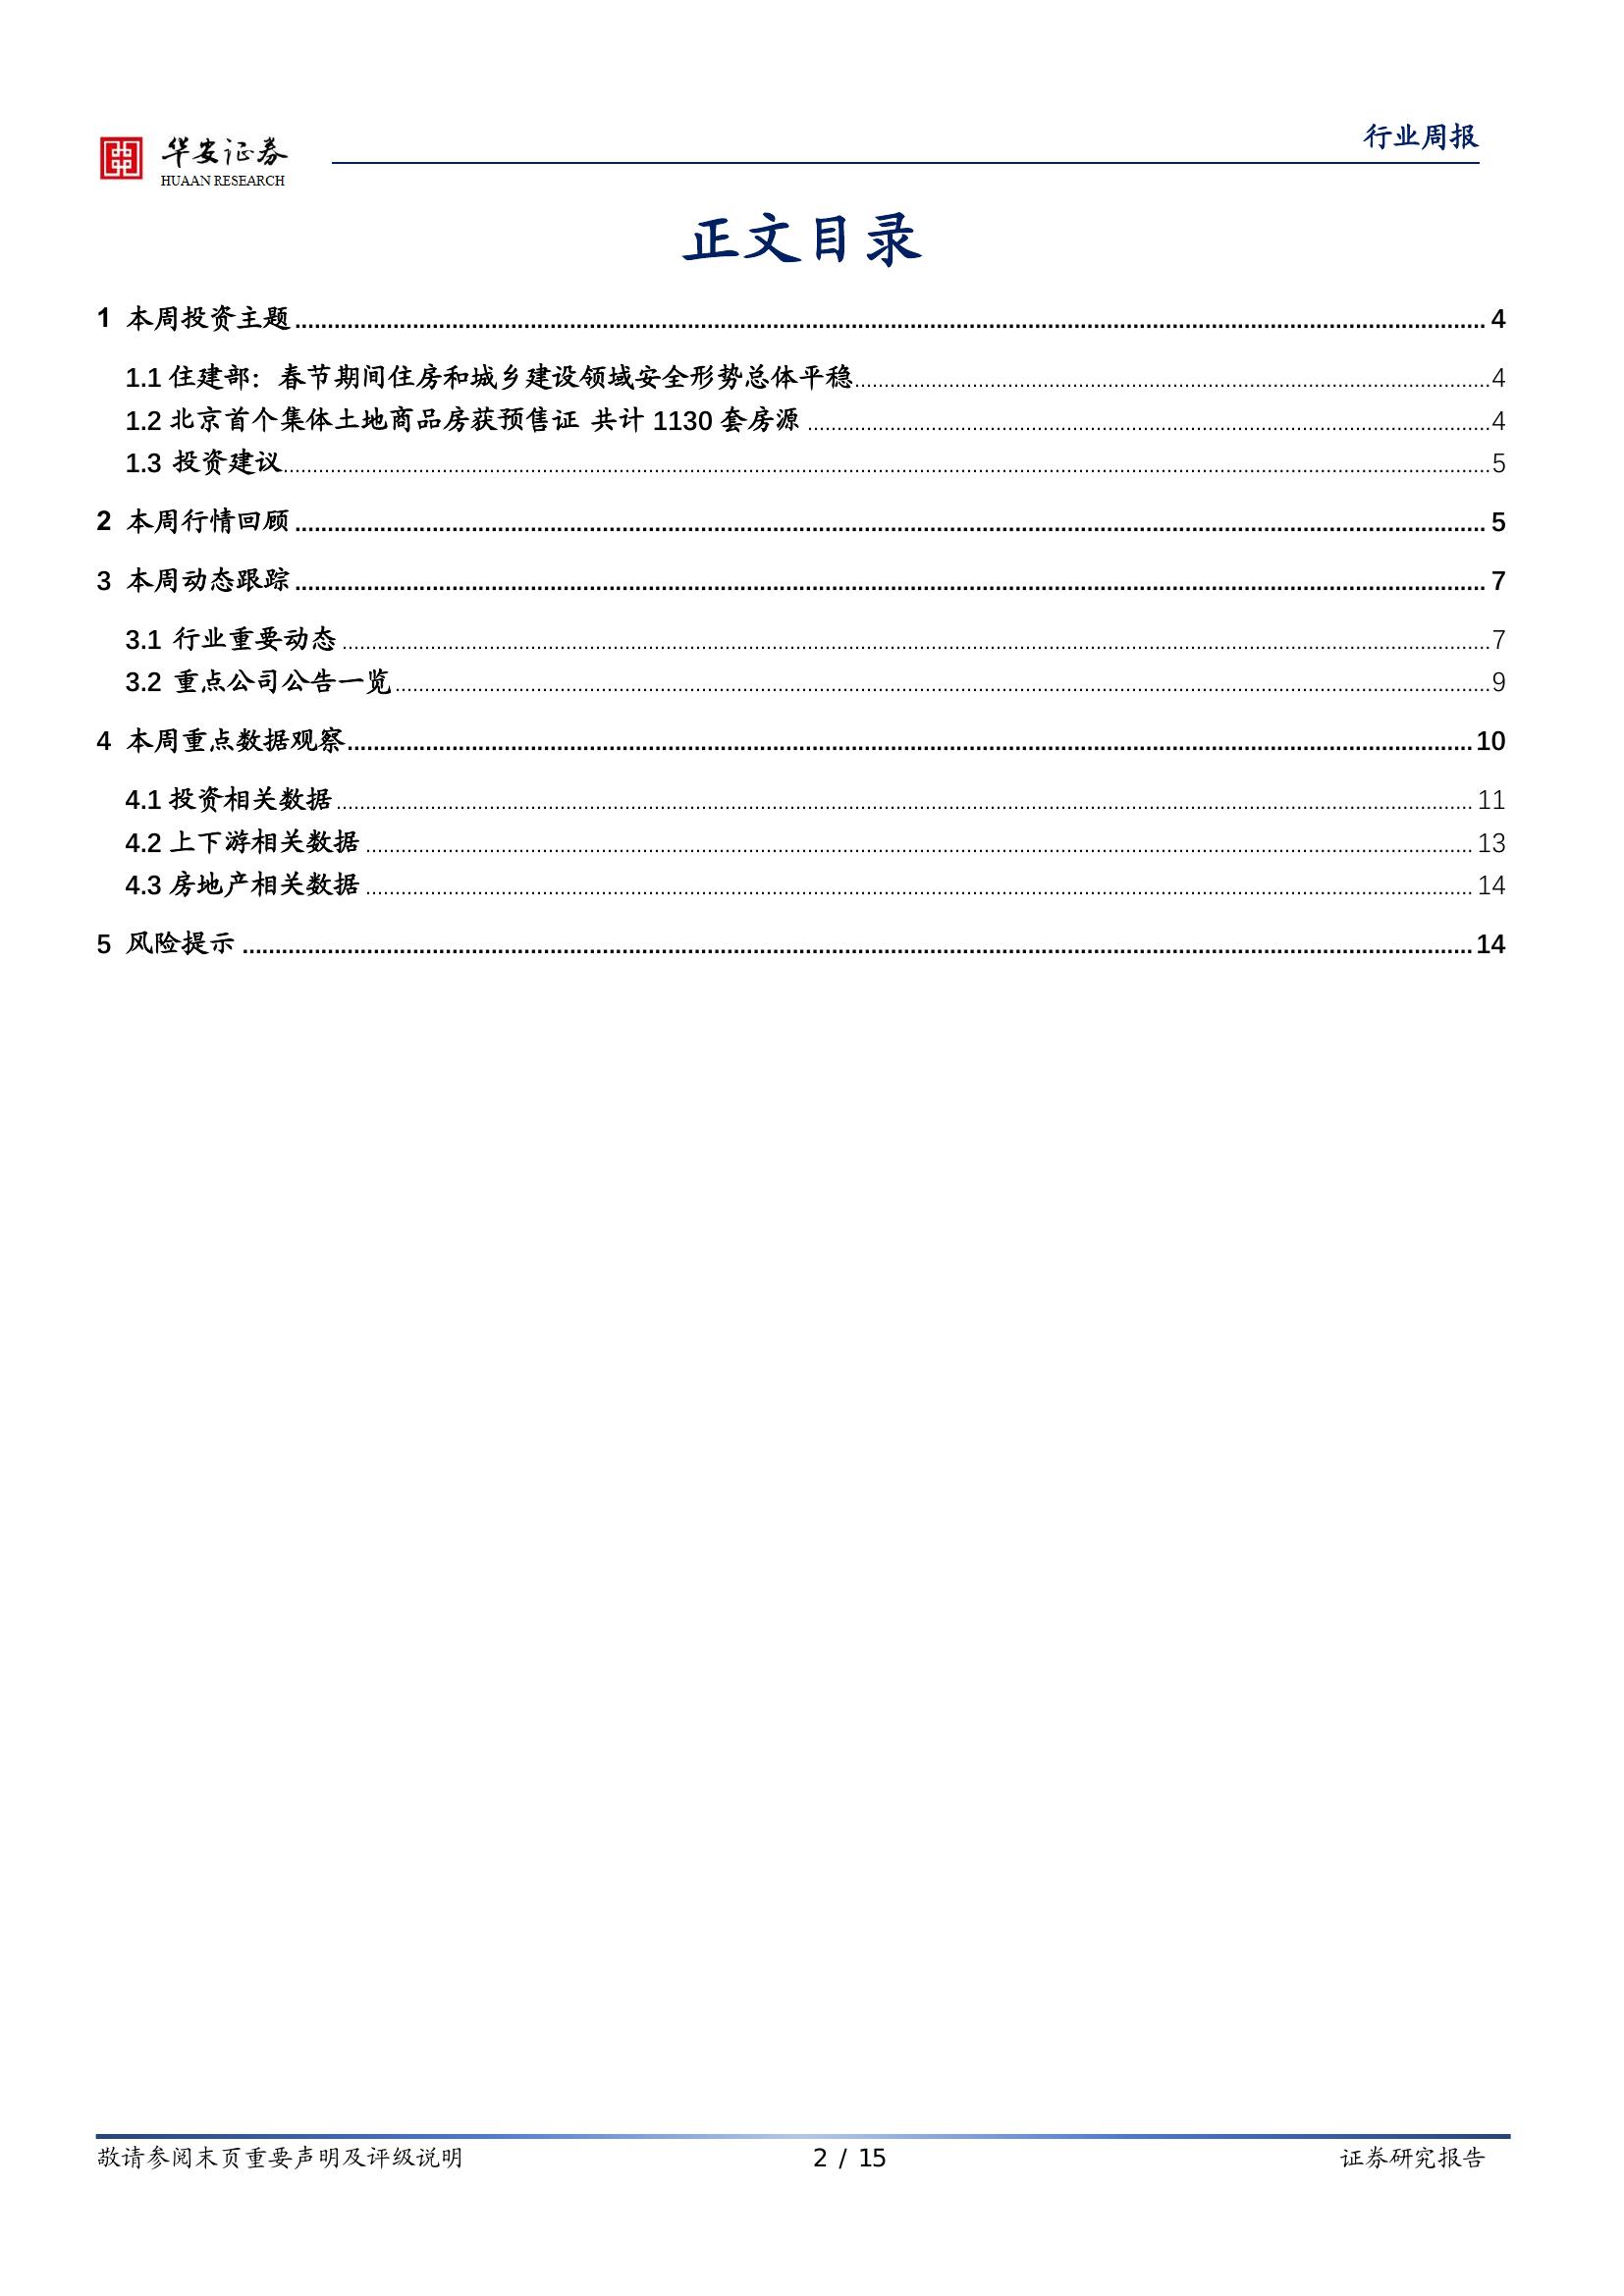 华安证券
HUAAN RESEARCH
行业周报
正文目录
1 本周投资主题........................................ 4
1.1 住建部：春节期间住房和城乡建设领域安全形势总体平稳........................................4
1.2 北京首个集体土地商品房获预售证 共计 1130 套房源 ........................................4
1.3 投资建议........................................5
2 本周行情回顾 ........................................ 5
3 本周动态跟踪 ........................................ 7
3.1 行业重要动态 ........................................7
3.2 重点公司公告一览 ........................................9
4 本周重点数据观察........................................ 10
4.1 投资相关数据 ........................................ 11
4.2 上下游相关数据 ........................................ 13
4.3 房地产相关数据 ........................................ 14
5 风险提示 ........................................ 14
敬请参阅末页重要声明及评级说明
2 / 15
证券研究报告